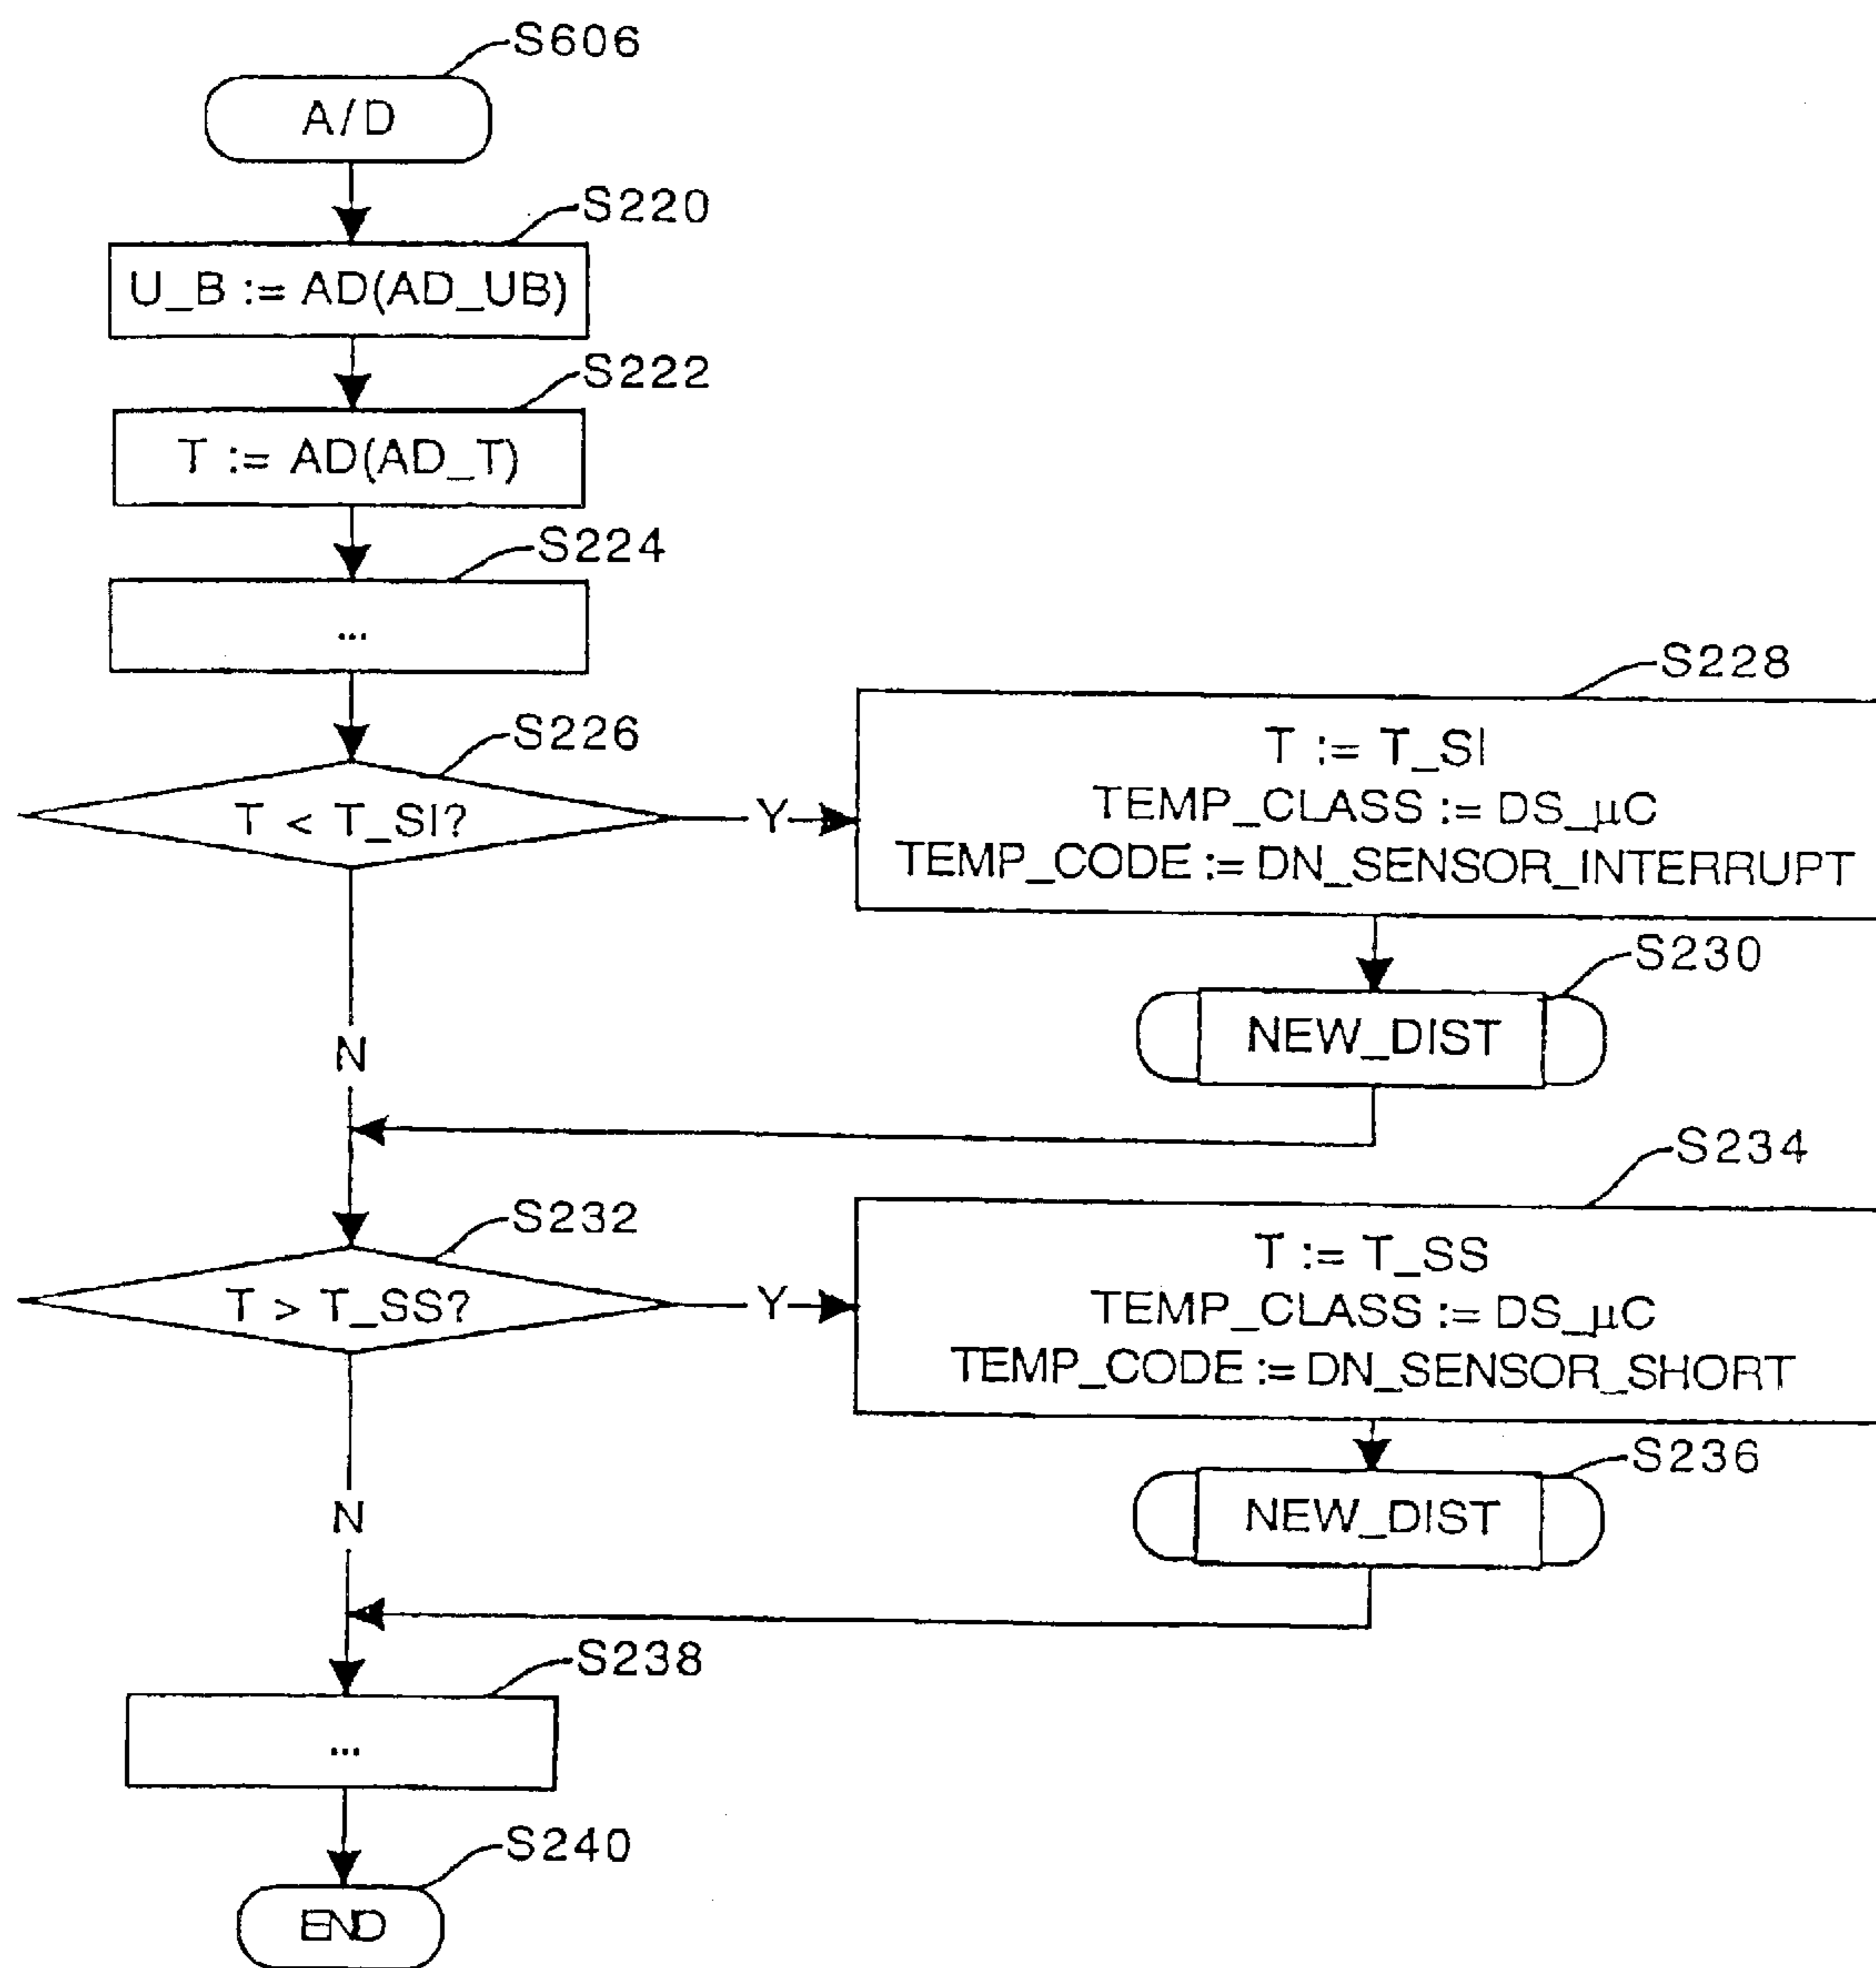 S606
A/D
S220
U_B := AD(AD_UB)
S222
T := AD(AD_T)
S224
...
S226
T < T_SI?
Y
S228
T := T_SI
TEMP_CLASS := DS_µC
TEMP_CODE := DN_SENSOR_INTERRUPT
S230
NEW_DIST
N
S232
T > T_SS?
Y
S234
T := T_SS
TEMP_CLASS := DS_µC
TEMP_CODE := DN_SENSOR_SHORT
S236
NEW_DIST
N
S238
...
S240
END